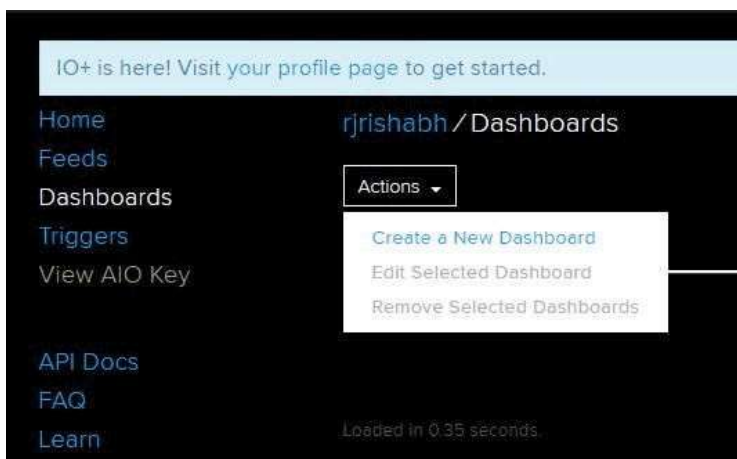 IO+ is here! Visit your profile page to get started.
Home
Feeds
Dashboards
Triggers
View AIO Key
API Docs
FAQ
Learn
rjrishabh / Dashboards
Actions
Create a New Dashboard
Edit Selected Dashboard
Remove Selected Dashboards
Loaded in 0.35 seconds.